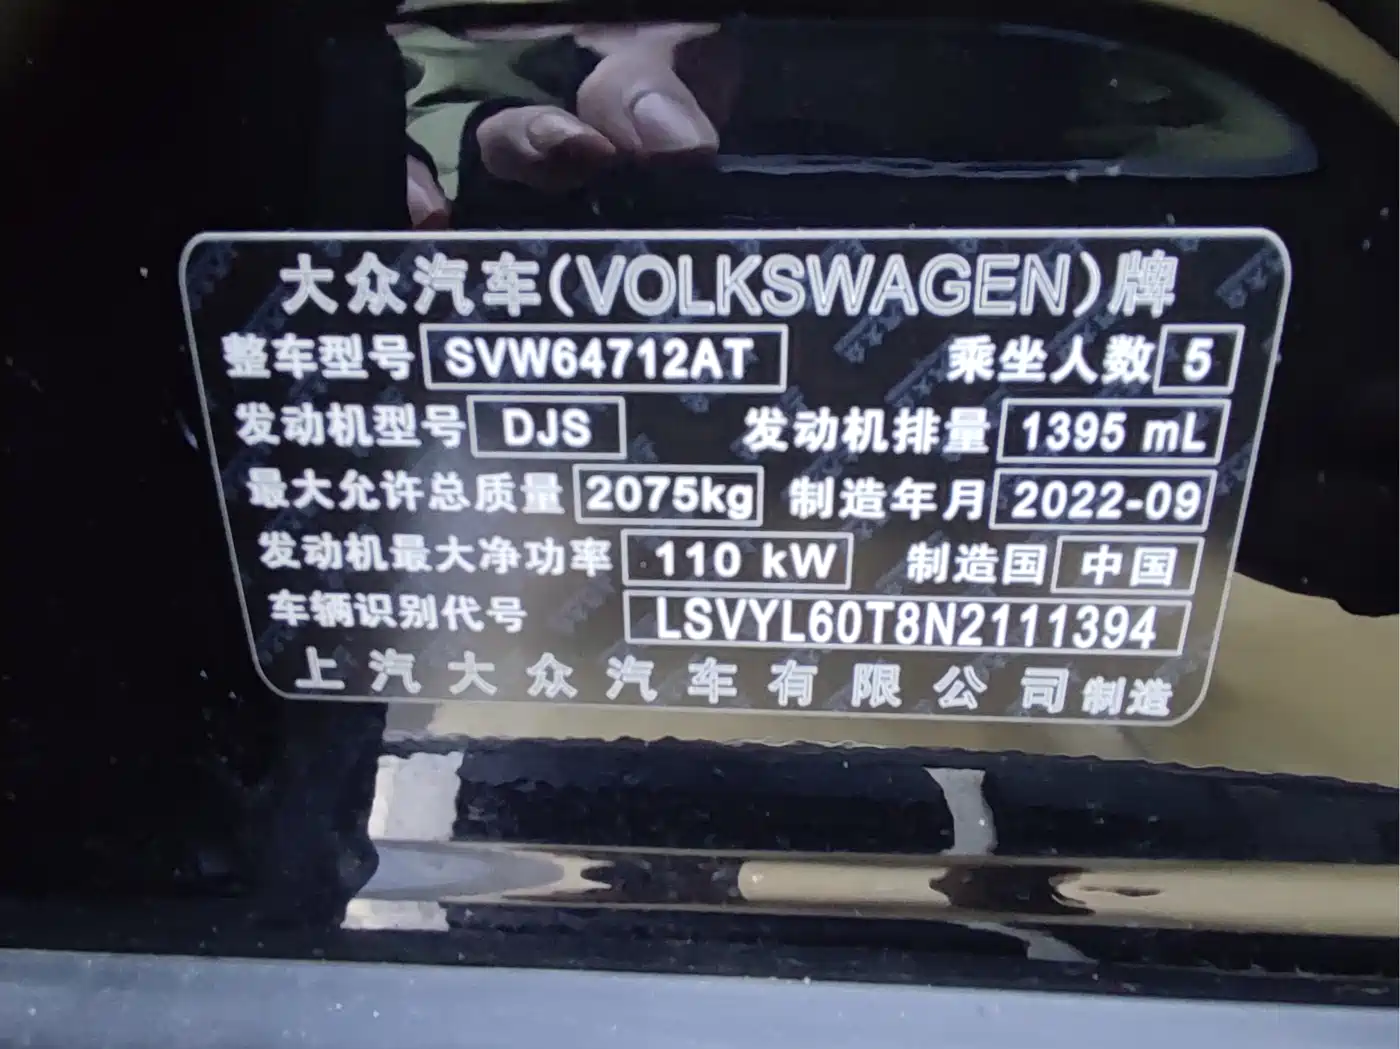 大众汽车(VOLKSWAGEN)牌
整车型号 SVW64712AT 乘坐人数 5
发动机型号 DJS 发动机排量 1395 mL
最大允许总质量 2075kg 制造年月 2022-09
发动机最大净功率 110 kW 制造国 中国
车辆识别代号 LSVYL60T8N2111394
上汽大众汽车有限公司制造